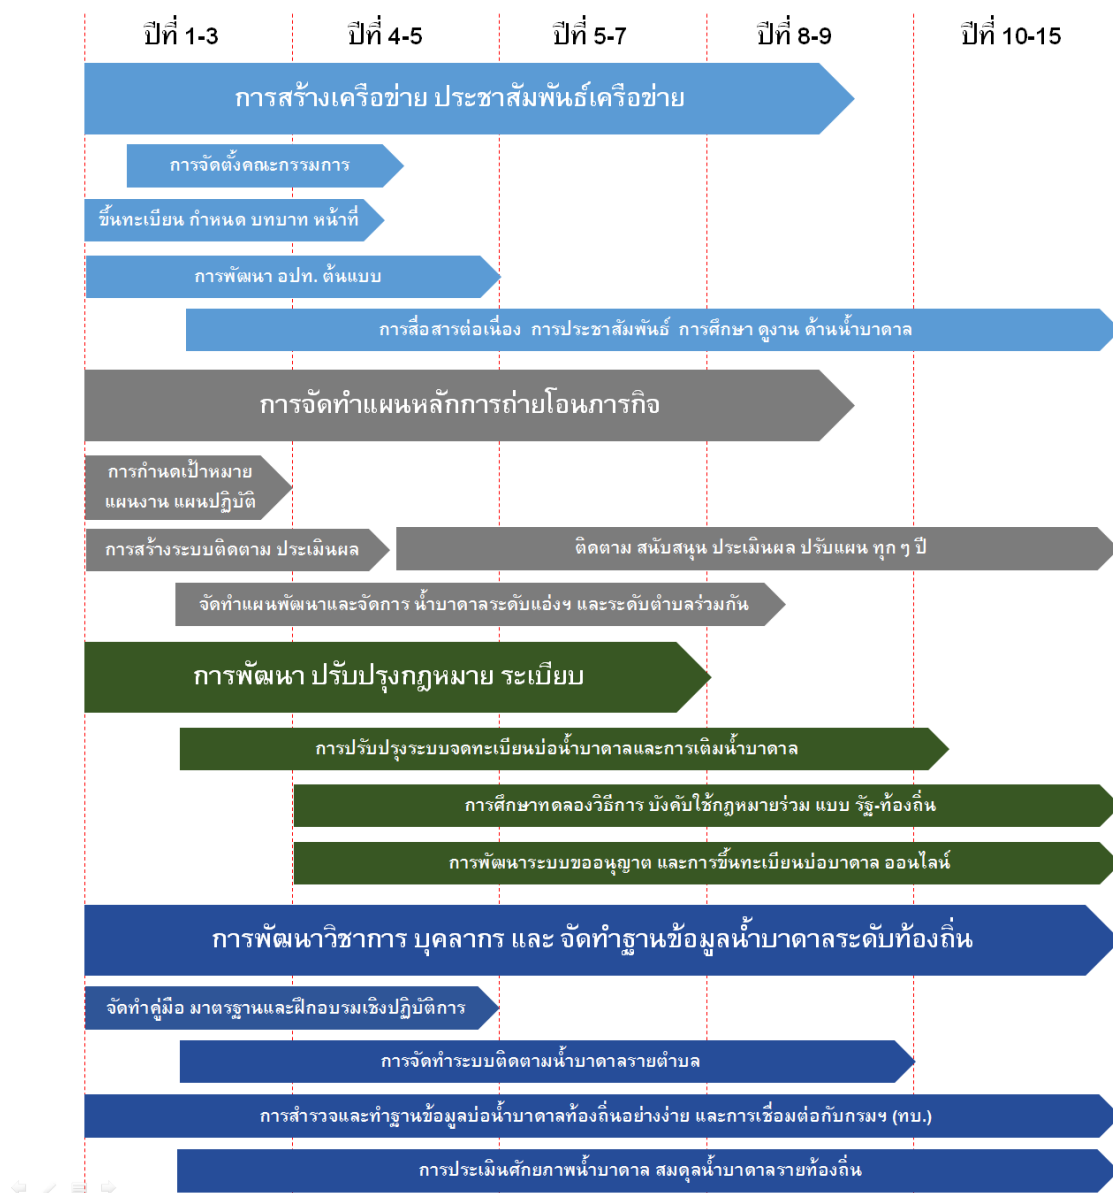 ปีที่ 1-3 ปีที่ 4-5 ปีที่ 5-7 ปีที่ 8-9 ปีที่ 10-15
การสร้างเครือข่าย ประชาสัมพันธ์เครือข่าย
การจัดตั้งคณะกรรมการ
ขึ้นทะเบียน กำหนด บทบาท หน้าที่
การพัฒนา อปท. ต้นแบบ
การสื่อสารต่อเนื่อง การประชาสัมพันธ์ การศึกษา ดูงาน ด้านน้ำบาดาล
การจัดทำแผนหลักการถ่ายโอนภารกิจ
การกำนดเป้าหมาย
แผนงาน แผนปฏิบัติ
การสร้างระบบติดตาม ประเมินผล
ติดตาม สนับสนุน ประเมินผล ปรับแผน ทุก ๆ ปี
จัดทำแผนพัฒนาและจัดการ น้ำบาดาลระดับแอ่งฯ และระดับตำบลร่วมกัน
การพัฒนา ปรับปรุงกฎหมาย ระเบียบ
การปรับปรุงระบบจดทะเบียนบ่อน้ำบาดาลและการเติมน้ำบาดาล
การศึกษาทดลองวิธีการ บังคับใช้กฎหมายร่วม แบบ รัฐ-ท้องถิ่น
การพัฒนาระบบขออนุญาต และการขึ้นทะเบียนบ่อบาดาล ออนไลน์
การพัฒนาวิชาการ บุคลากร และ จัดทำฐานข้อมูลน้ำบาดาลระดับท้องถิ่น
จัดทำคู่มือ มาตรฐานและฝึกอบรมเชิงปฏิบัติการ
การจัดทำระบบติดตามน้ำบาดาลรายตำบล
การสำรวจและทำฐานข้อมูลบ่อน้ำบาดาลท้องถิ่นอย่างง่าย และการเชื่อมต่อกับกรมฯ (ทบ.)
การประเมินศักยภาพน้ำบาดาล สมดุลน้ำบาดาลรายท้องถิ่น